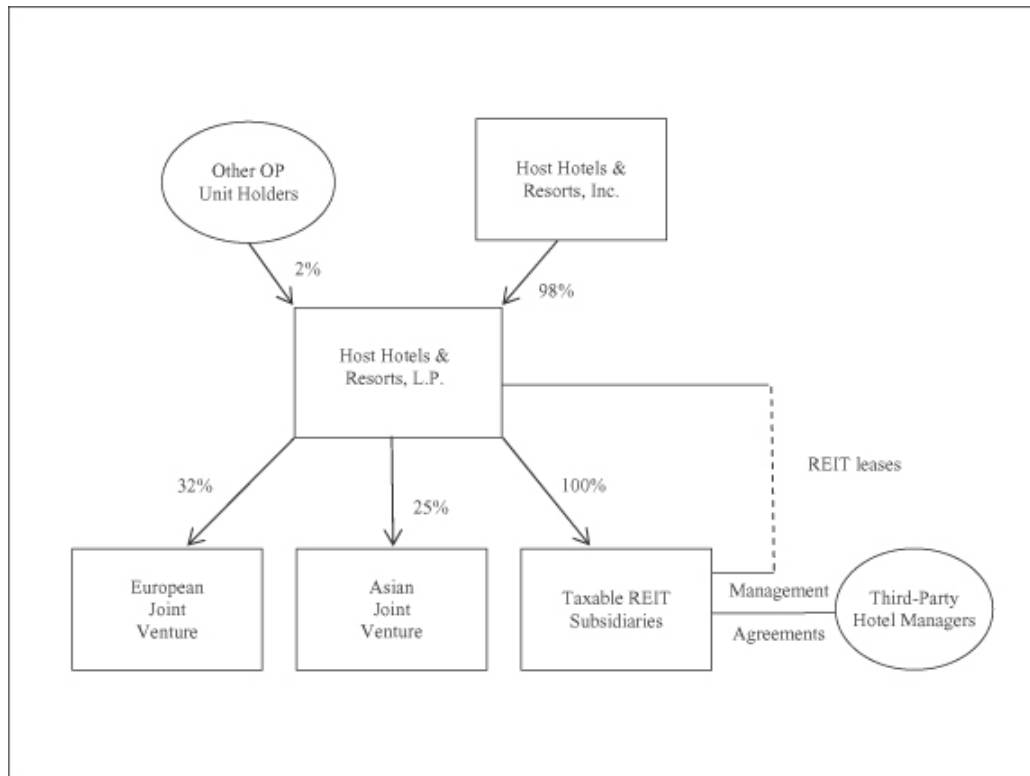 Other OP
Unit Holders
Host Hotels &
Resorts, Inc.
2%
98%
Host Hotels &
Resorts, L.P.
REIT leases
32%
25%
100%
European
Joint
Venture
Asian
Joint
Venture
Taxable REIT
Subsidiaries
Management
Agreements
Third-Party
Hotel Managers